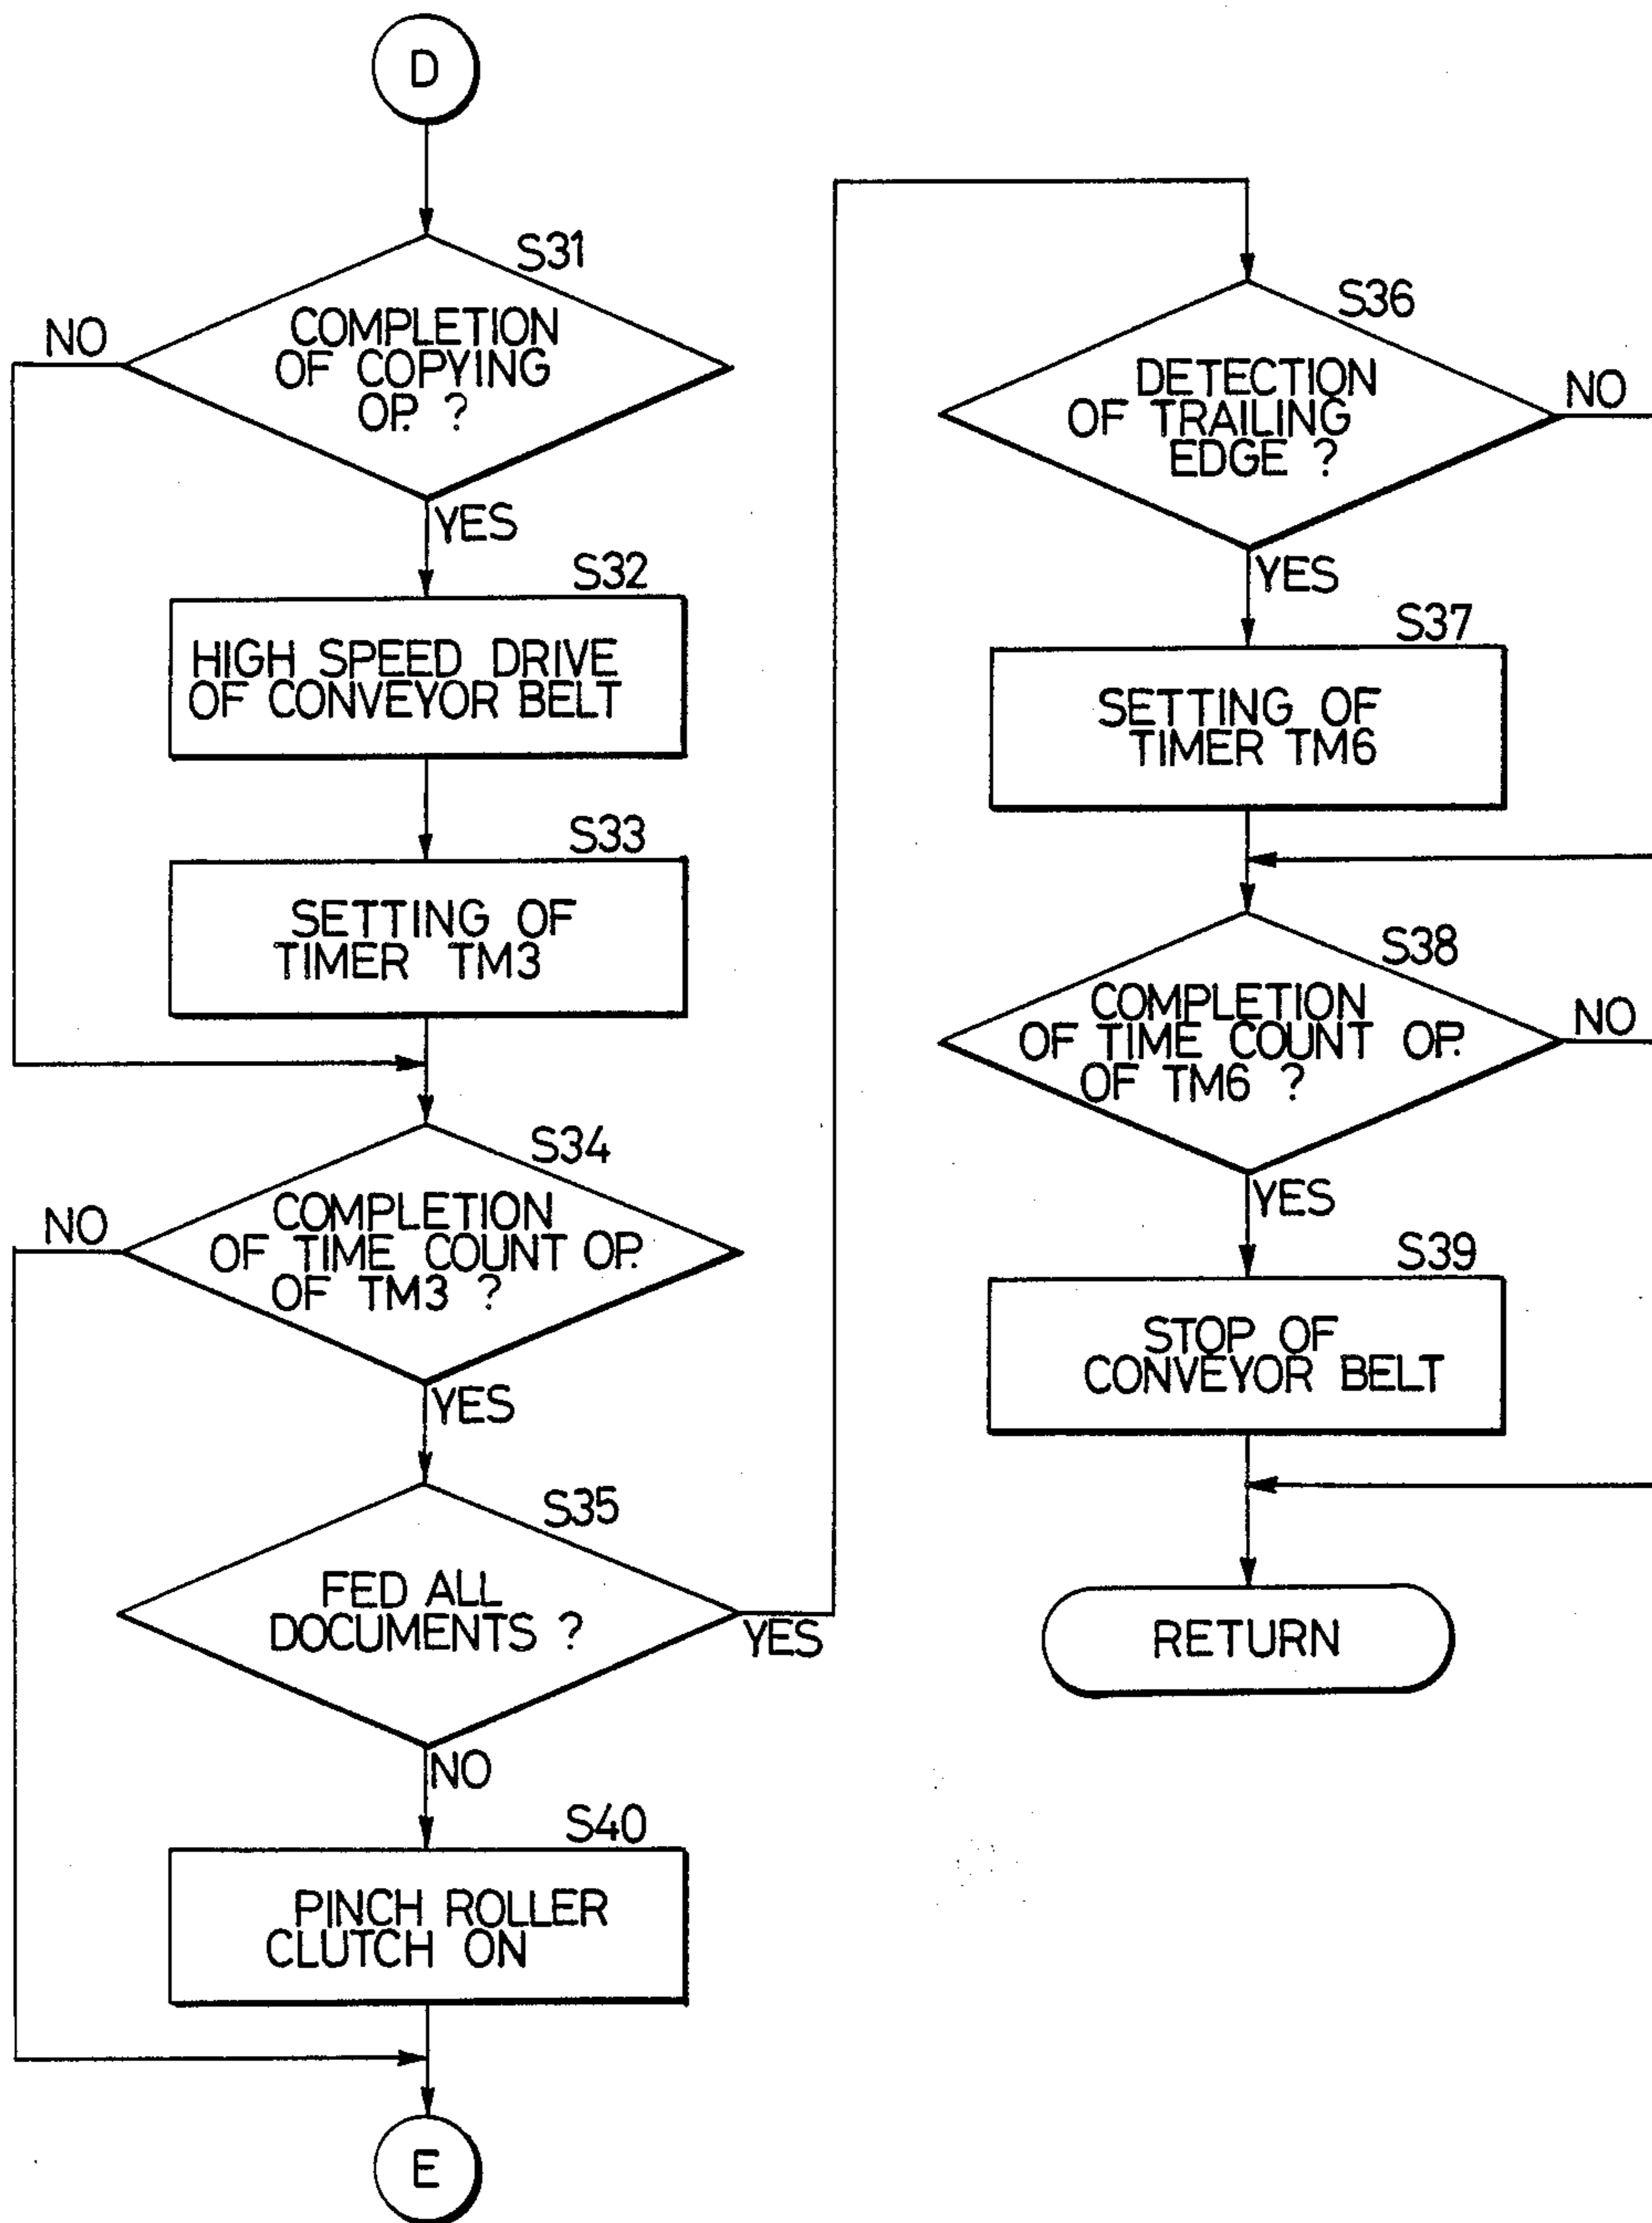 D
S31
NO
COMPLETION
OF COPYING
OP. ?
YES
S32
HIGH SPEED DRIVE
OF CONVEYOR BELT
S33
SETTING OF
TIMER TM3
S34
NO
COMPLETION
OF TIME COUNT OP.
OF TM3 ?
YES
S35
FED ALL
DOCUMENTS ?
YES
NO
S40
PINCH ROLLER
CLUTCH ON
E
S36
DETECTION
OF TRAILING
EDGE ?
NO
YES
S37
SETTING OF
TIMER TM6
S38
COMPLETION
OF TIME COUNT OP.
OF TM6 ?
NO
YES
S39
STOP OF
CONVEYOR BELT
RETURN